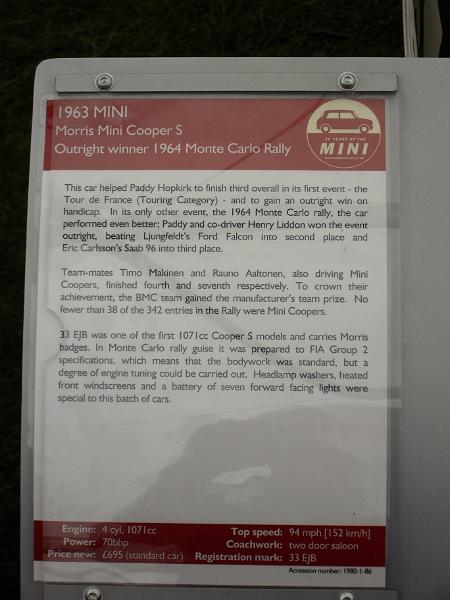 1963 MINI
Morris Mini Cooper S
Outright winner 1964 Monte Carlo Rally
50 YEARS OF THE
MINI
This car helped Paddy Hopkirk to finish third overall in its first event - the
Tour de France (Touring Category) - and to gain an outright win on
handicap. In its only other event, the 1964 Monte Carlo rally, the car
performed even better; Paddy and co-driver Henry Liddon won the event
outright, beating Ljungfeldt's Ford Falcon into second place and
Eric Carlsson's Saab 96 into third place.
Team-mates Timo Makinen and Rauno Aaltonen, also driving Mini
Coopers, finished fourth and seventh respectively. To crown their
achievement, the BMC team gained the manufacturer's team prize. No
fewer than 38 of the 342 entries in the Rally were Mini Coopers.
33 EJB was one of the first 1071cc Cooper S models and carries Morris
badges. In Monte Carlo rally guise it was prepared to FIA Group 2
specifications, which means that the bodywork was standard, but a
degree of engine tuning could be carried out. Headlamp washers, heated
front windscreens and a battery of seven forward facing lights were
special to this batch of cars.
Engine: 4 cyl, 1071cc
Power: 70bhp
Price new: £695 (standard car)
Top speed: 94 mph [152 km/h]
Coachwork: two door saloon
Registration mark: 33 EJB
Accession number: 1980-1-86